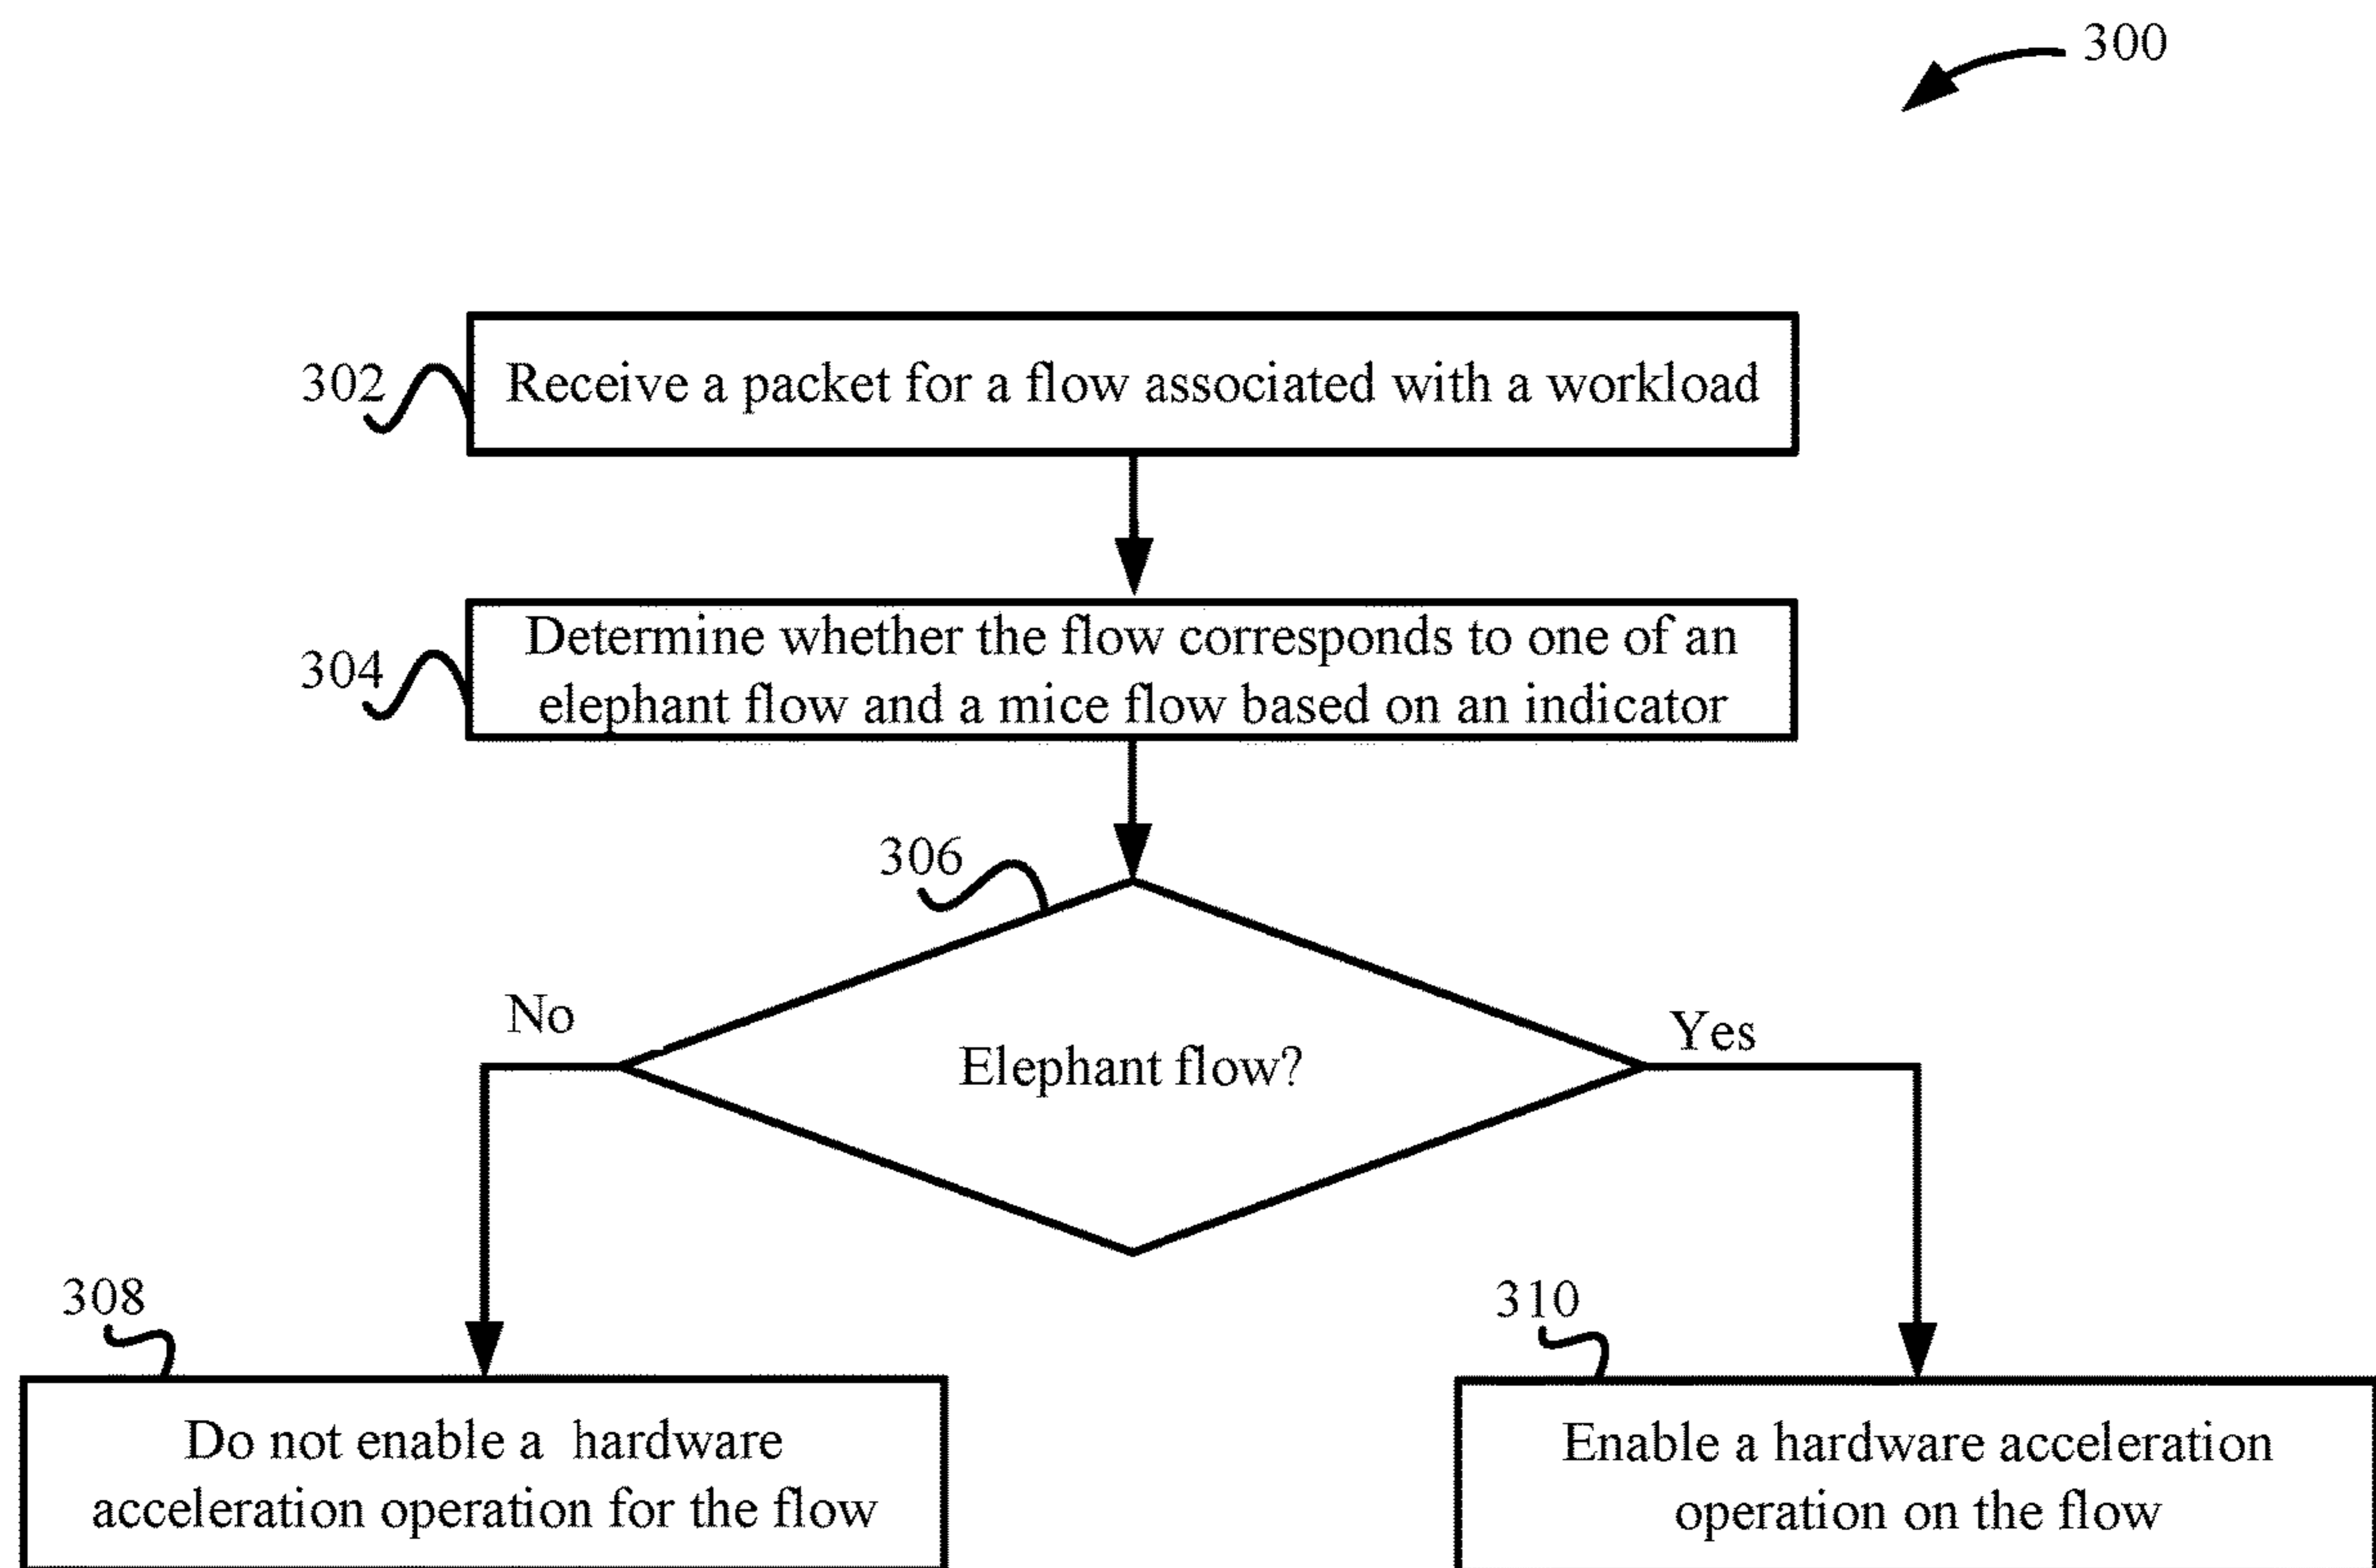 300
302
Receive a packet for a flow associated with a workload
304
Determine whether the flow corresponds to one of an
elephant flow and a mice flow based on an indicator
306
No
Elephant flow?
Yes
308
Do not enable a hardware
acceleration operation for the flow
310
Enable a hardware acceleration
operation on the flow